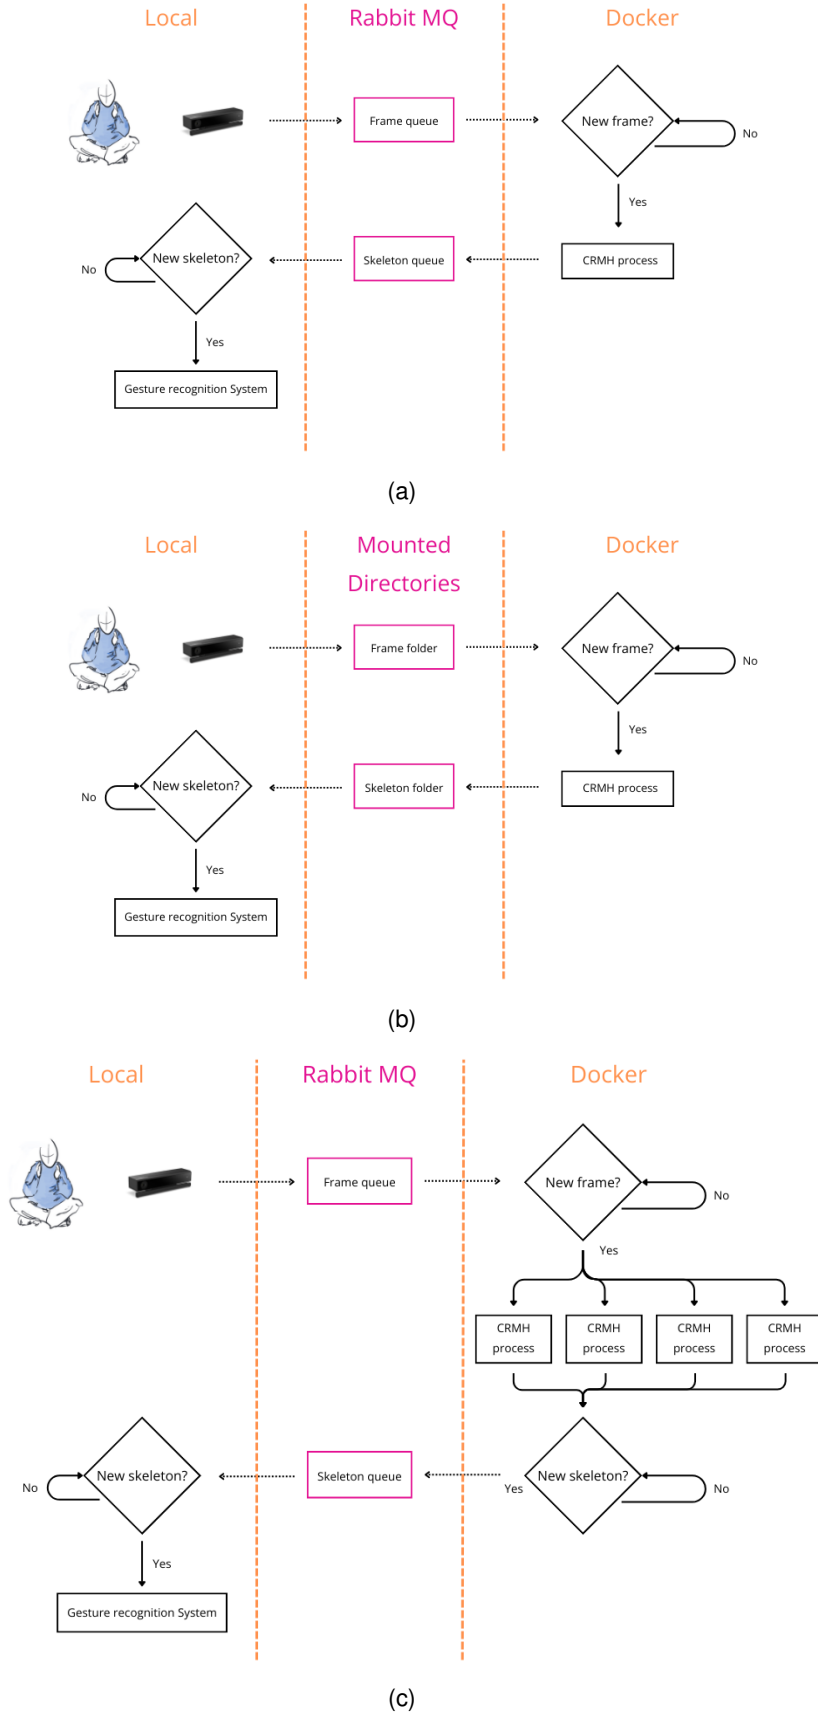 Local
Rabbit MQ
Docker
Frame queue
New frame?
No
Yes
New skeleton?
No
Skeleton queue
CRMH process
Yes
Gesture recognition System
(a)
Local
Mounted
Directories
Docker
Frame folder
New frame?
No
Yes
New skeleton?
No
Skeleton folder
CRMH process
Yes
Gesture recognition System
(b)
Local
Rabbit MQ
Docker
Frame queue
New frame?
No
Yes
CRMH
process
CRMH
process
CRMH
process
CRMH
process
New skeleton?
No
Skeleton queue
Yes
New skeleton?
No
Yes
Gesture recognition System
(c)